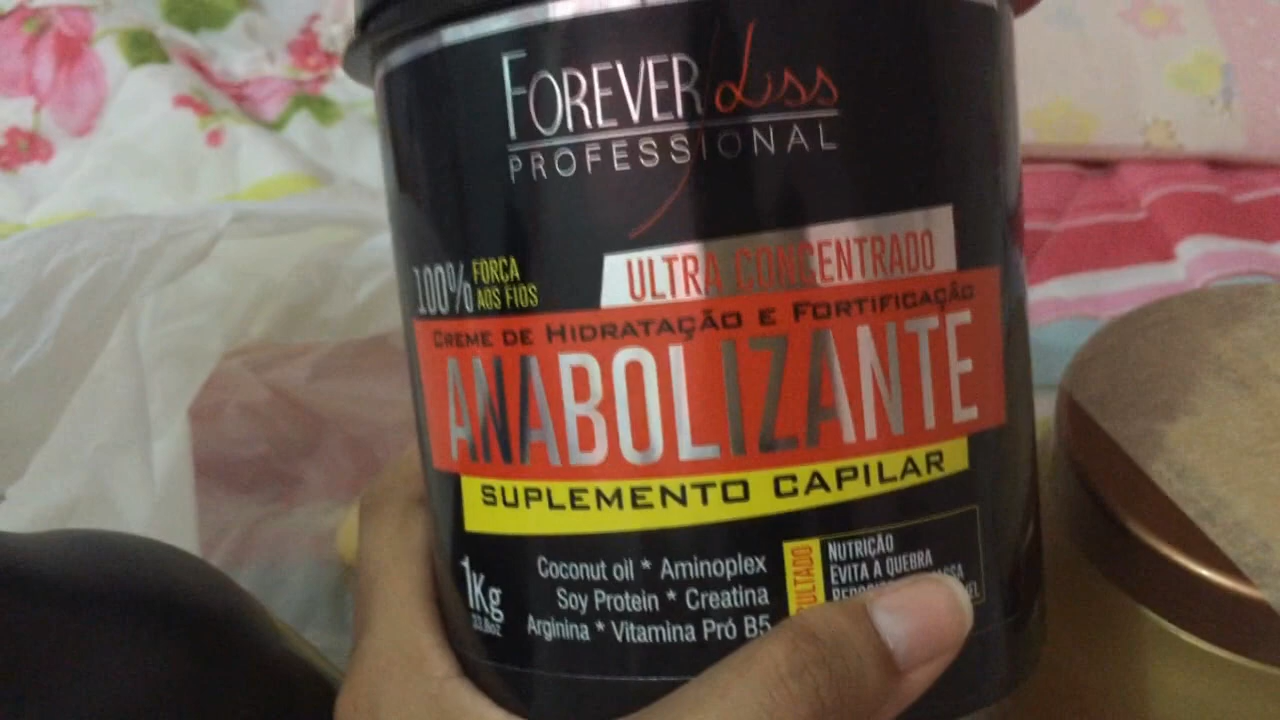 FOREVER Liss
PROFESSIONAL
100% FORÇA
AOS FIOS
ULTRA CONCENTRADO
CREME DE HIDRATAÇÃO E FORTIFICAÇÃO
ANABOLIZANTE
SUPLEMENTO CAPILAR
1Kg
Coconut oil * Aminoplex
Soy Protein * Creatina
Arginina * Vitamina Pró B5
NUTRIÇÃO
EVITA A QUEBRA